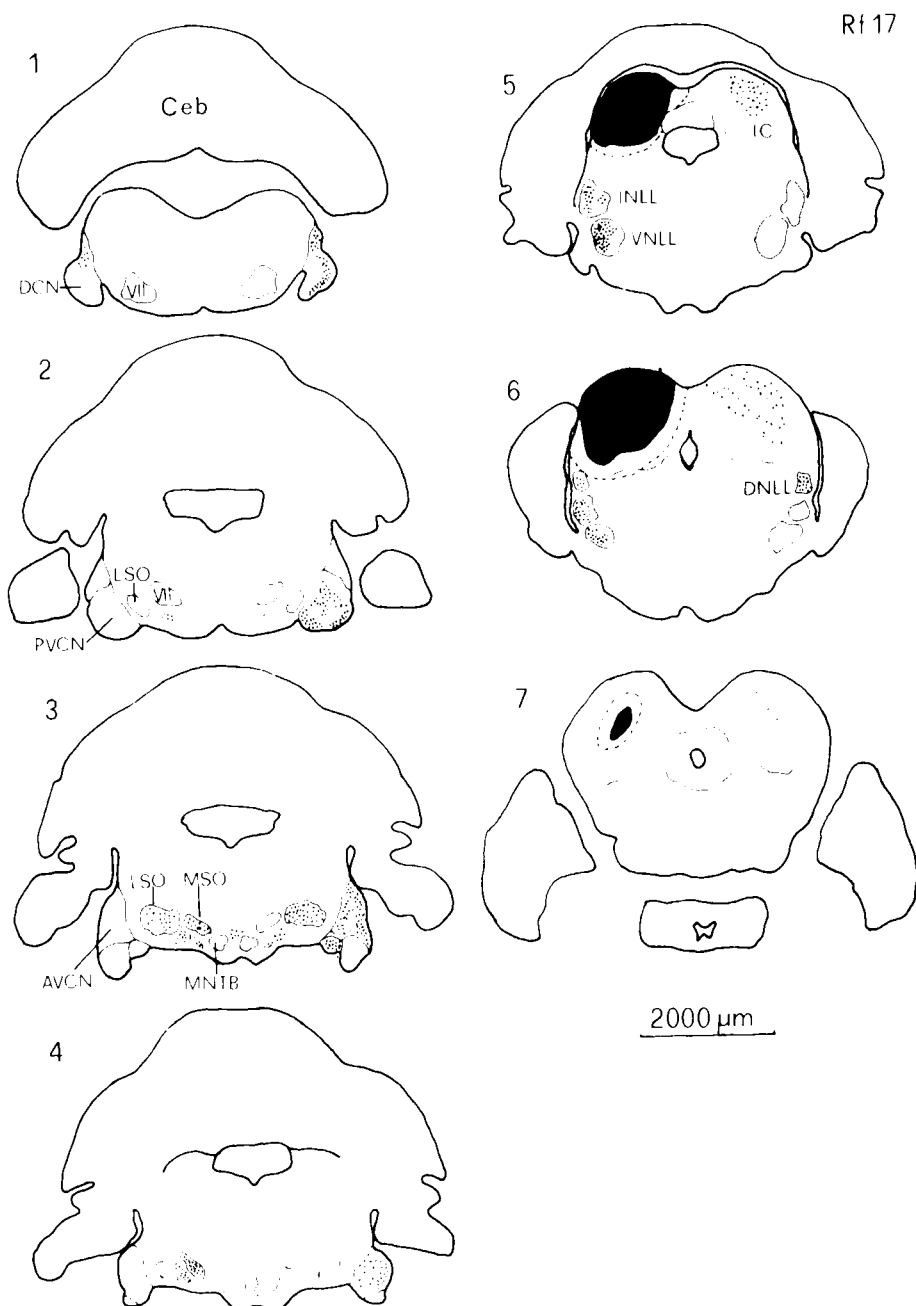 Rf 17
1
Ceb
DCN
VII
2
LSO
VII
PVCN
3
LSO
MSO
AVCN
MNTB
4
5
IC
INLL
VNLL
6
DNLL
7
2000 µm